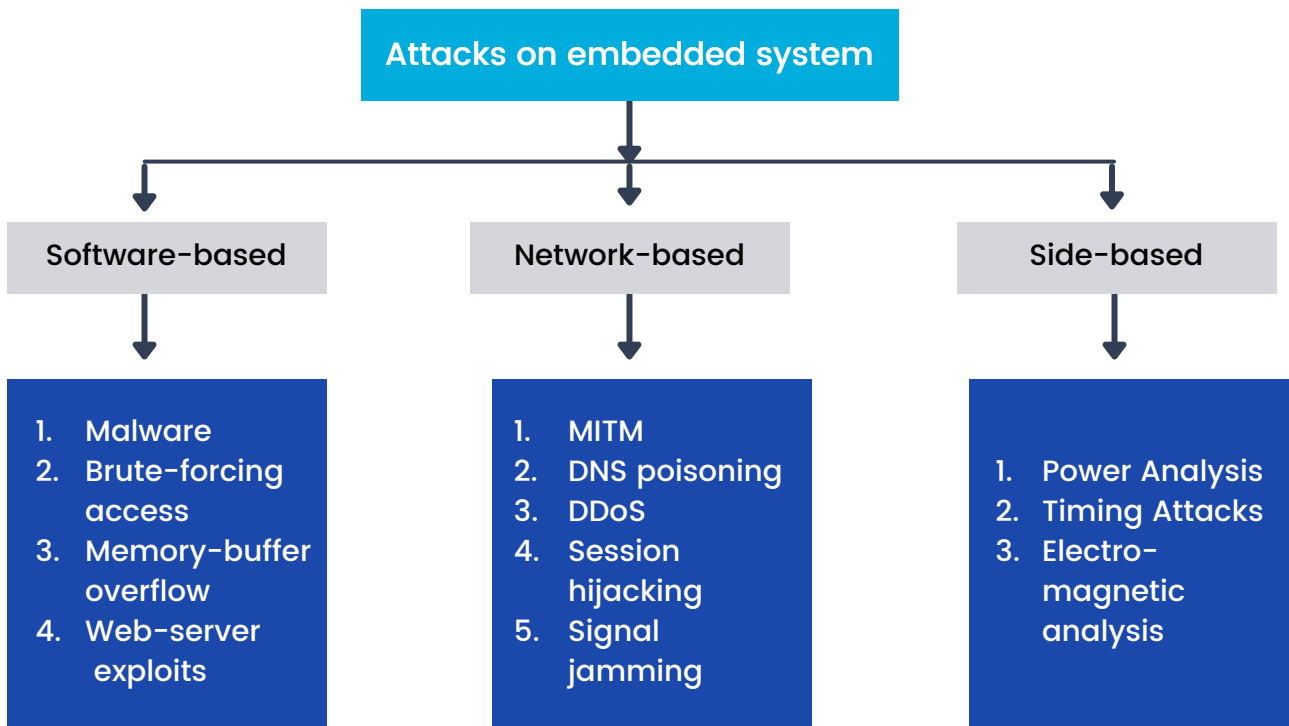 Attacks on embedded system
Software-based
Network-based
Side-based
1. Malware
2. Brute-forcing
access
3. Memory-buffer
overflow
4. Web-server
exploits
1. MITM
2. DNS poisoning
3. DDoS
4. Session
hijacking
5. Signal
jamming
1. Power Analysis
2. Timing Attacks
3. Electro-
magnetic
analysis